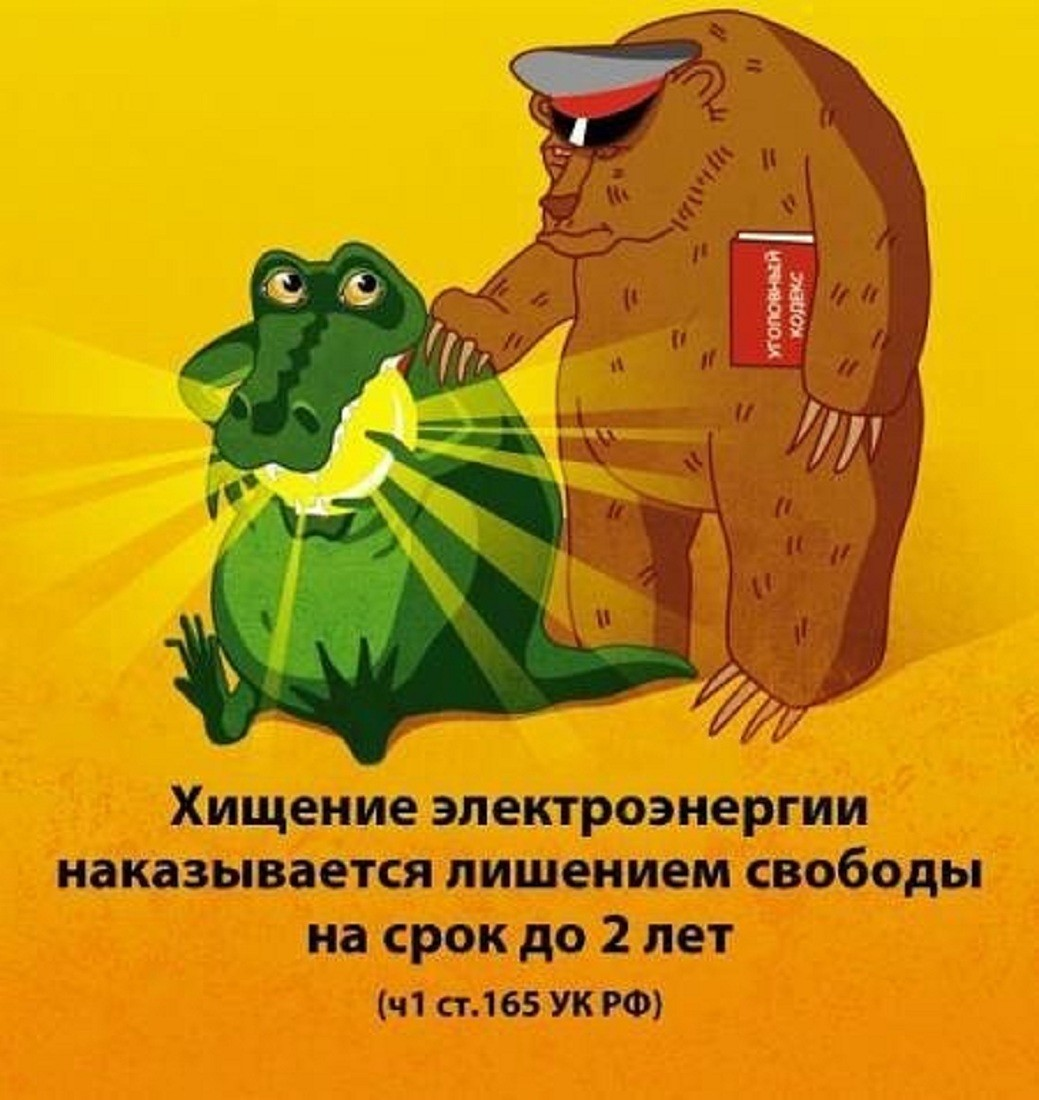 УГОЛОВНЫЙ
КОДЕКС
Хищение электроэнергии
наказывается лишением свободы
на срок до 2 лет
(ч1 ст.165 УК РФ)